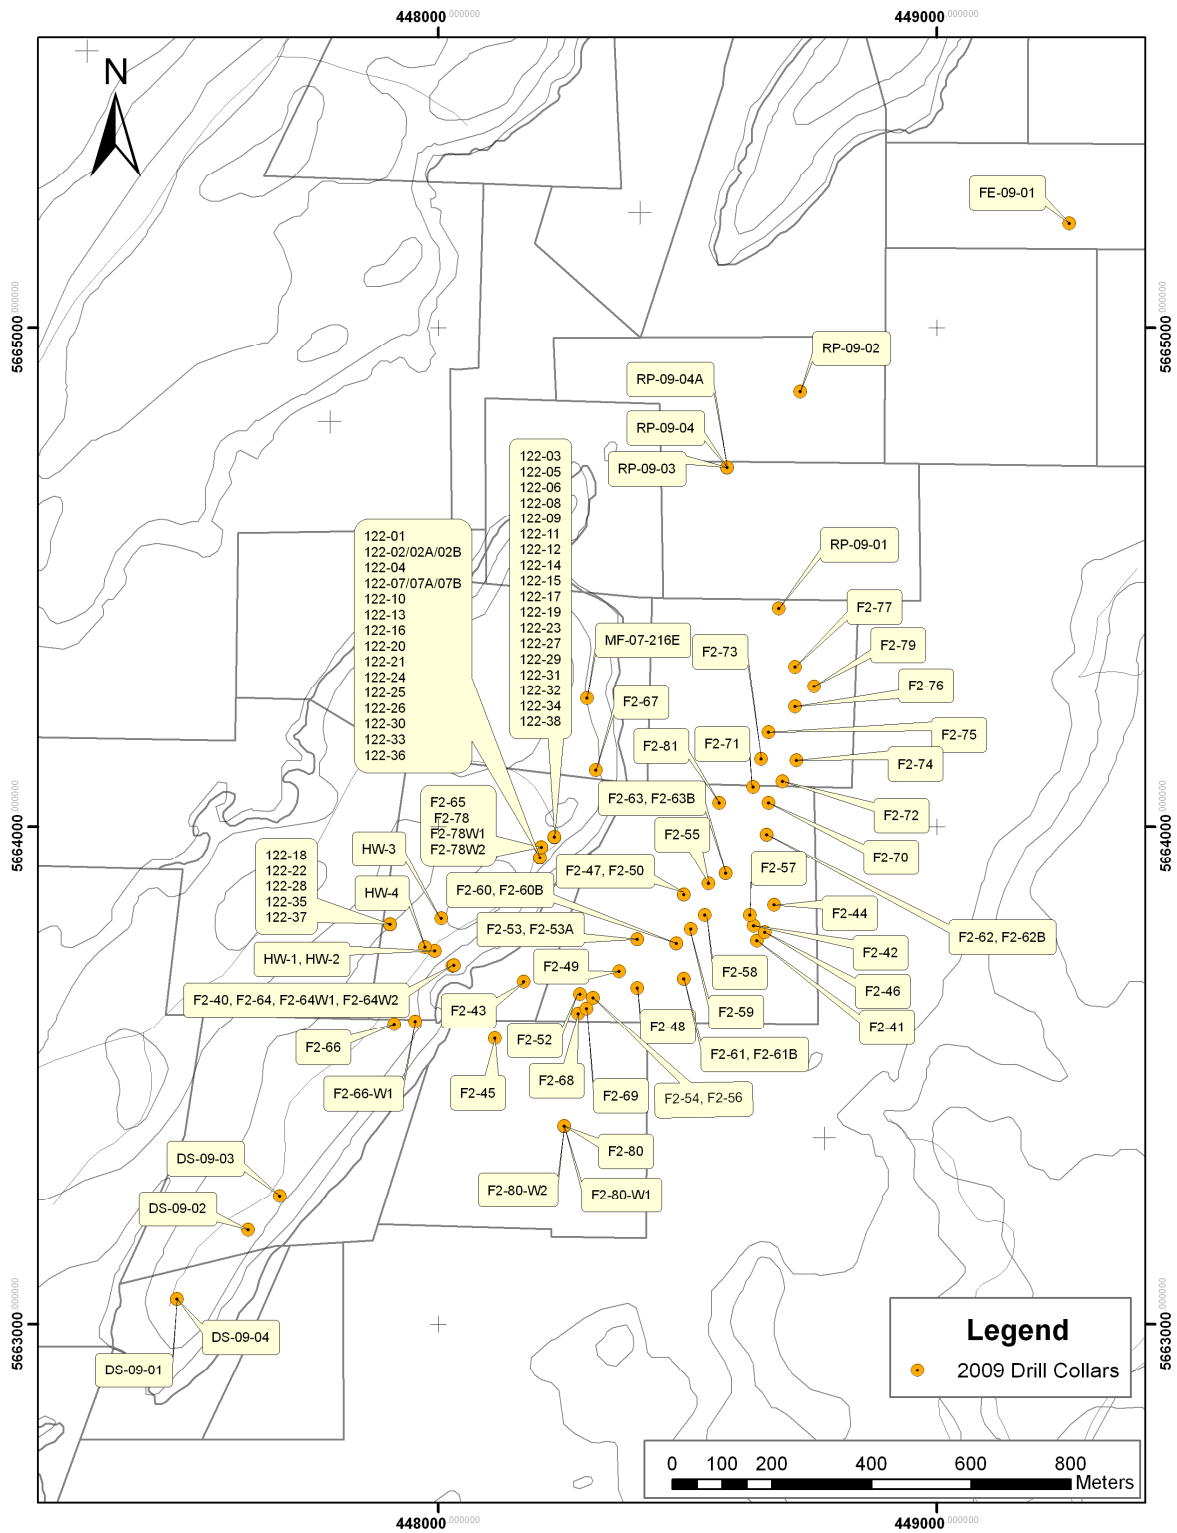 448000.000000
449000.000000
N
FE-09-01
5665000.000000
5665000.000000
RP-09-02
RP-09-04A
RP-09-04
RP-09-03
122-03
122-05
122-06
122-08
122-09
122-11
122-12
122-14
122-15
122-17
122-19
122-23
122-27
122-29
122-31
122-32
122-34
122-38
122-01
122-02/02A/02B
122-04
122-07/07A/07B
122-10
122-13
122-16
122-20
122-21
122-24
122-25
122-26
122-30
122-33
122-36
RP-09-01
F2-77
MF-07-216E
F2-73
F2-79
F2-76
F2-67
F2-81
F2-71
F2-75
F2-74
F2-63, F2-63B
F2-65
F2-78
F2-78W1
F2-78W2
F2-72
5664000.000000
5664000.000000
F2-55
HW-3
122-18
122-22
122-28
122-35
122-37
F2-70
F2-47, F2-50
F2-57
HW-4
F2-60, F2-60B
F2-44
F2-53, F2-53A
F2-62, F2-62B
F2-42
HW-1, HW-2
F2-49
F2-58
F2-46
F2-40, F2-64, F2-64W1, F2-64W2
F2-43
F2-59
F2-48
F2-41
F2-52
F2-66
F2-61, F2-61B
F2-68
F2-66-W1
F2-45
F2-69
F2-54, F2-56
F2-80
DS-09-03
F2-80-W2
F2-80-W1
DS-09-02
5663000.000000
5663000.000000
DS-09-04
DS-09-01
Legend
2009 Drill Collars
0 100 200 400 600 800
Meters
448000.000000
449000.000000